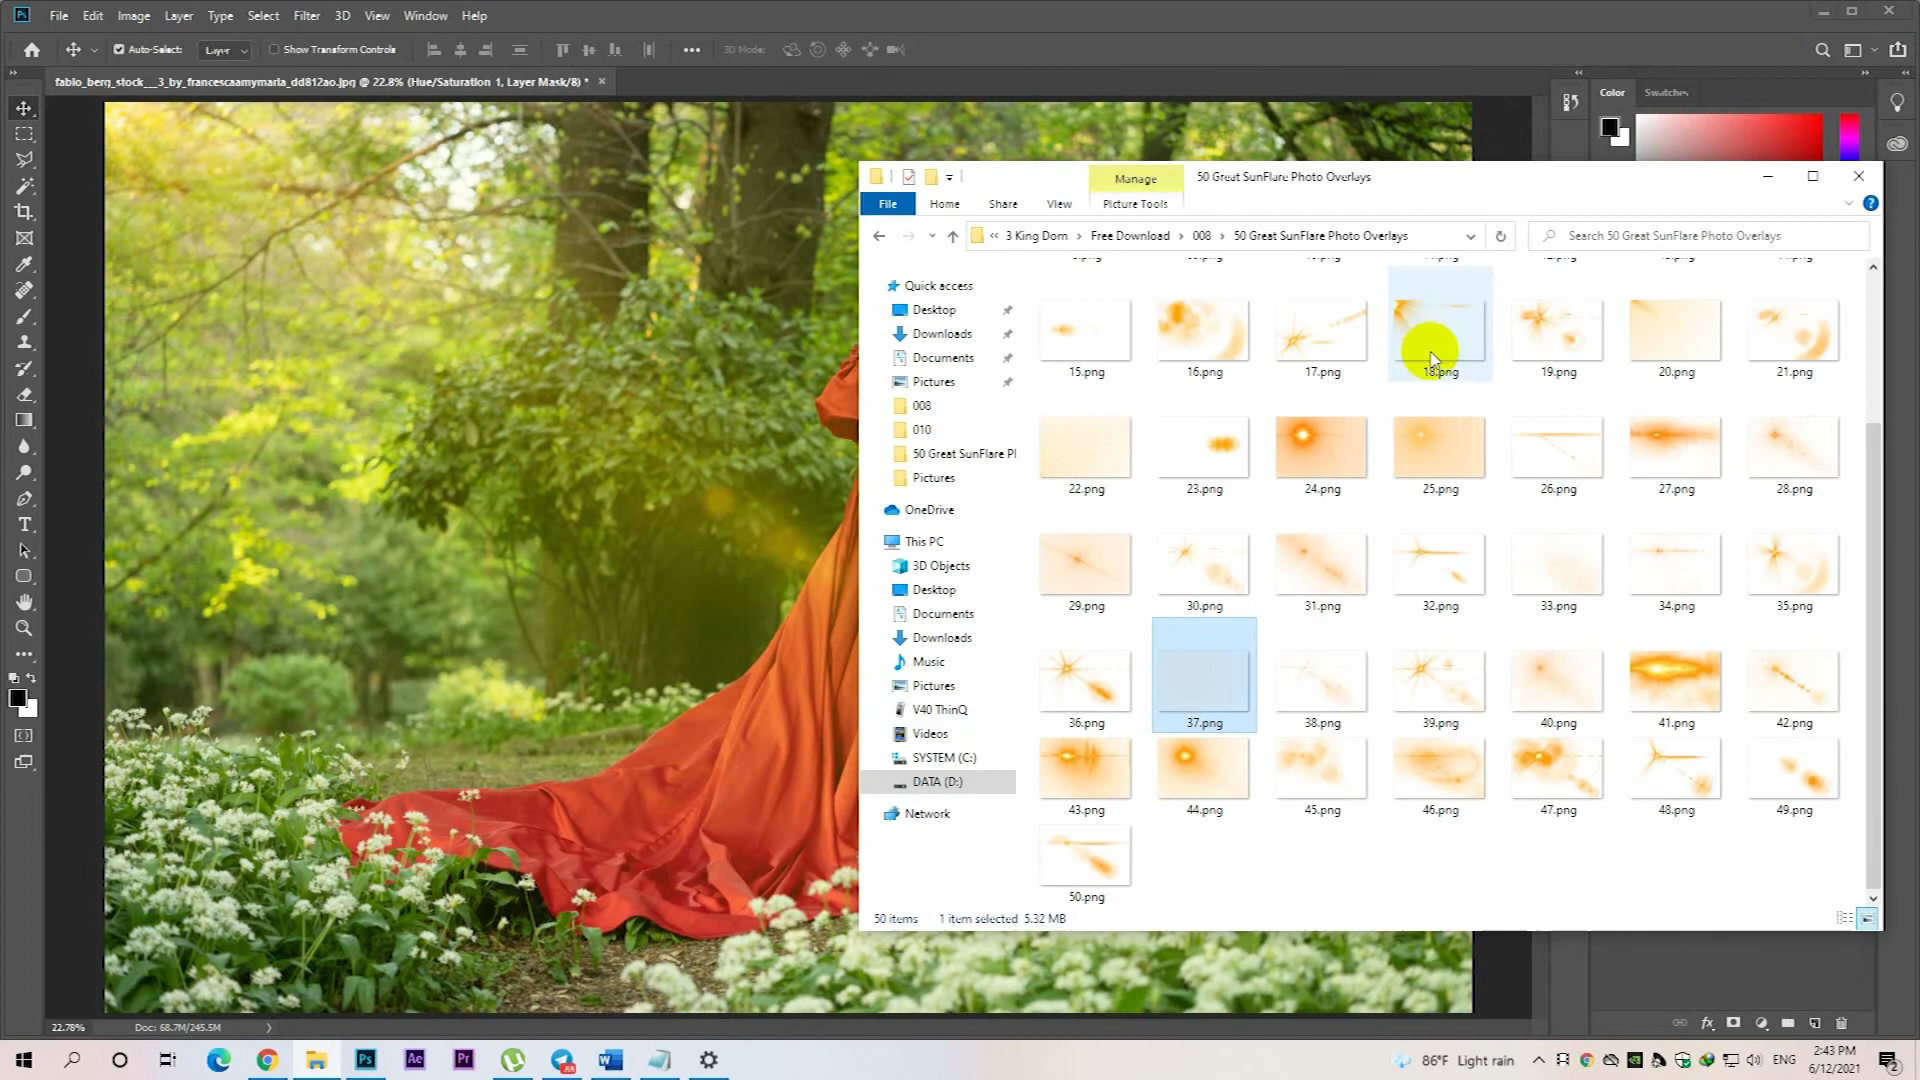 Ps File Edit Image Layer Type Select Filter 3D View Window Help
Auto-Select: Layer Show Transform Controls 3D Mode:
fablo_berg_stock__3_by_francescaamymarla_dd812ao.jpg @ 22.8% (Hue/Saturation 1, Layer Mask/8) *
Color Swatches
Manage 50 Great SunFlare Photo Overlays
File Home Share View Picture Tools
3 King Dom Free Download 008 50 Great SunFlare Photo Overlays Search 50 Great SunFlare Photo Overlays
Quick access
Desktop
Downloads
Documents
Pictures
008
010
50 Great SunFlare Pl
Pictures
OneDrive
This PC
3D Objects
Desktop
Documents
Downloads
Music
Pictures
V40 ThinQ
Videos
SYSTEM (C:)
DATA (D:)
Network
15.png 16.png 17.png 18.png 19.png 20.png 21.png
22.png 23.png 24.png 25.png 26.png 27.png 28.png
29.png 30.png 31.png 32.png 33.png 34.png 35.png
36.png 37.png 38.png 39.png 40.png 41.png 42.png
43.png 44.png 45.png 46.png 47.png 48.png 49.png
50.png
50 items 1 item selected 5.32 MB
22.78% Doc: 68.7M/245.5M
Ps Ae Pr 86°F Light rain ENG 2:43 PM
6/12/2021